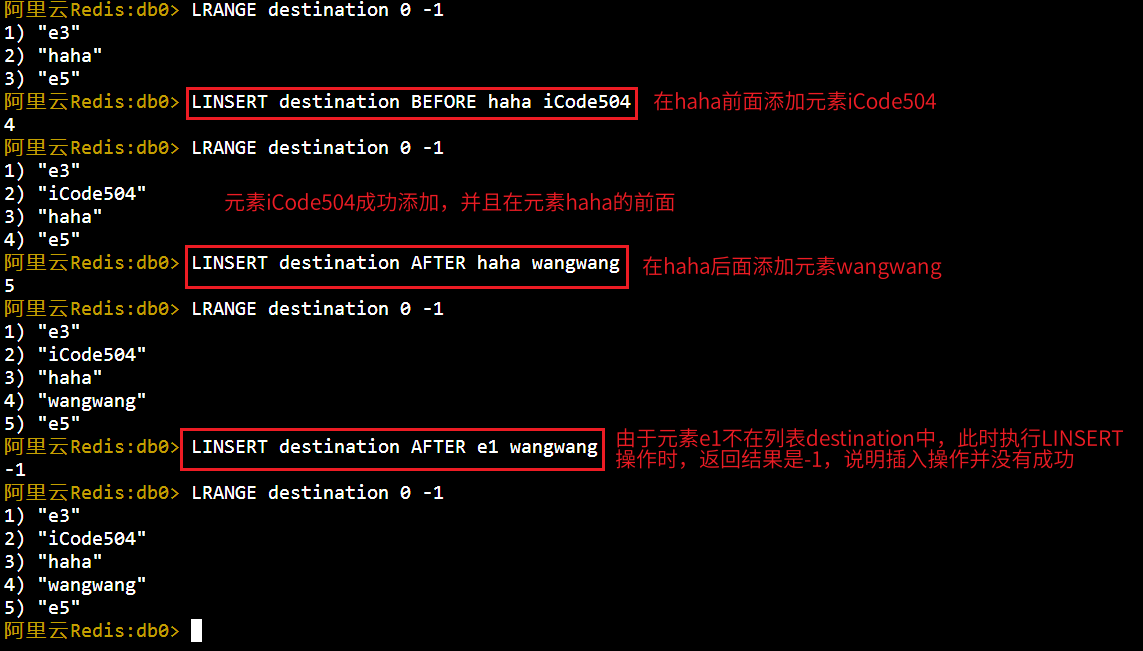 阿里云Redis:db0> LRANGE destination 0 -1
1) "e3"
2) "haha"
3) "e5"
阿里云Redis:db0> LINSERT destination BEFORE haha iCode504 在haha前面添加元素iCode504
4
阿里云Redis:db0> LRANGE destination 0 -1
1) "e3"
2) "iCode504"
元素iCode504成功添加，并且在元素haha的前面
3) "haha"
4) "e5"
阿里云Redis:db0> LINSERT destination AFTER haha wangwang 在haha后面添加元素wangwang
5
阿里云Redis:db0> LRANGE destination 0 -1
1) "e3"
2) "iCode504"
3) "haha"
4) "wangwang"
5) "e5"
阿里云Redis:db0> LINSERT destination AFTER e1 wangwang 由于元素e1不在列表destination中，此时执行LINSERT
-1 操作时，返回结果是-1，说明插入操作并没有成功
阿里云Redis:db0> LRANGE destination 0 -1
1) "e3"
2) "iCode504"
3) "haha"
4) "wangwang"
5) "e5"
阿里云Redis:db0>